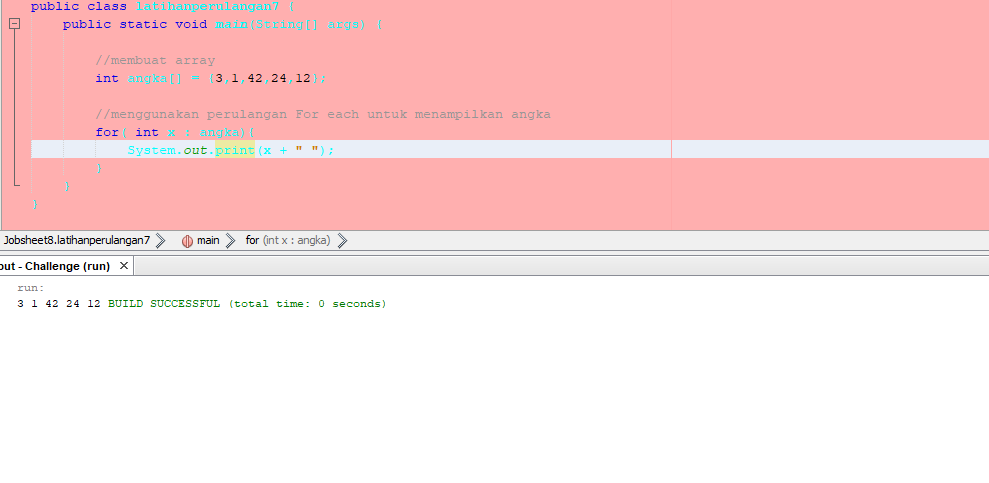 public class latihanperulangan7 {
public static void main(String[] args) {
//membuat array
int angka[] = {3,1,42,24,12};
//menggunakan perulangan For each untuk menampilkan angka
for( int x : angka){
System.out.print(x + " ");
}
}
}
Jobsheet8.latihanperulangan7 main for (int x : angka)
out - Challenge (run) ×
run:
3 1 42 24 12 BUILD SUCCESSFUL (total time: 0 seconds)